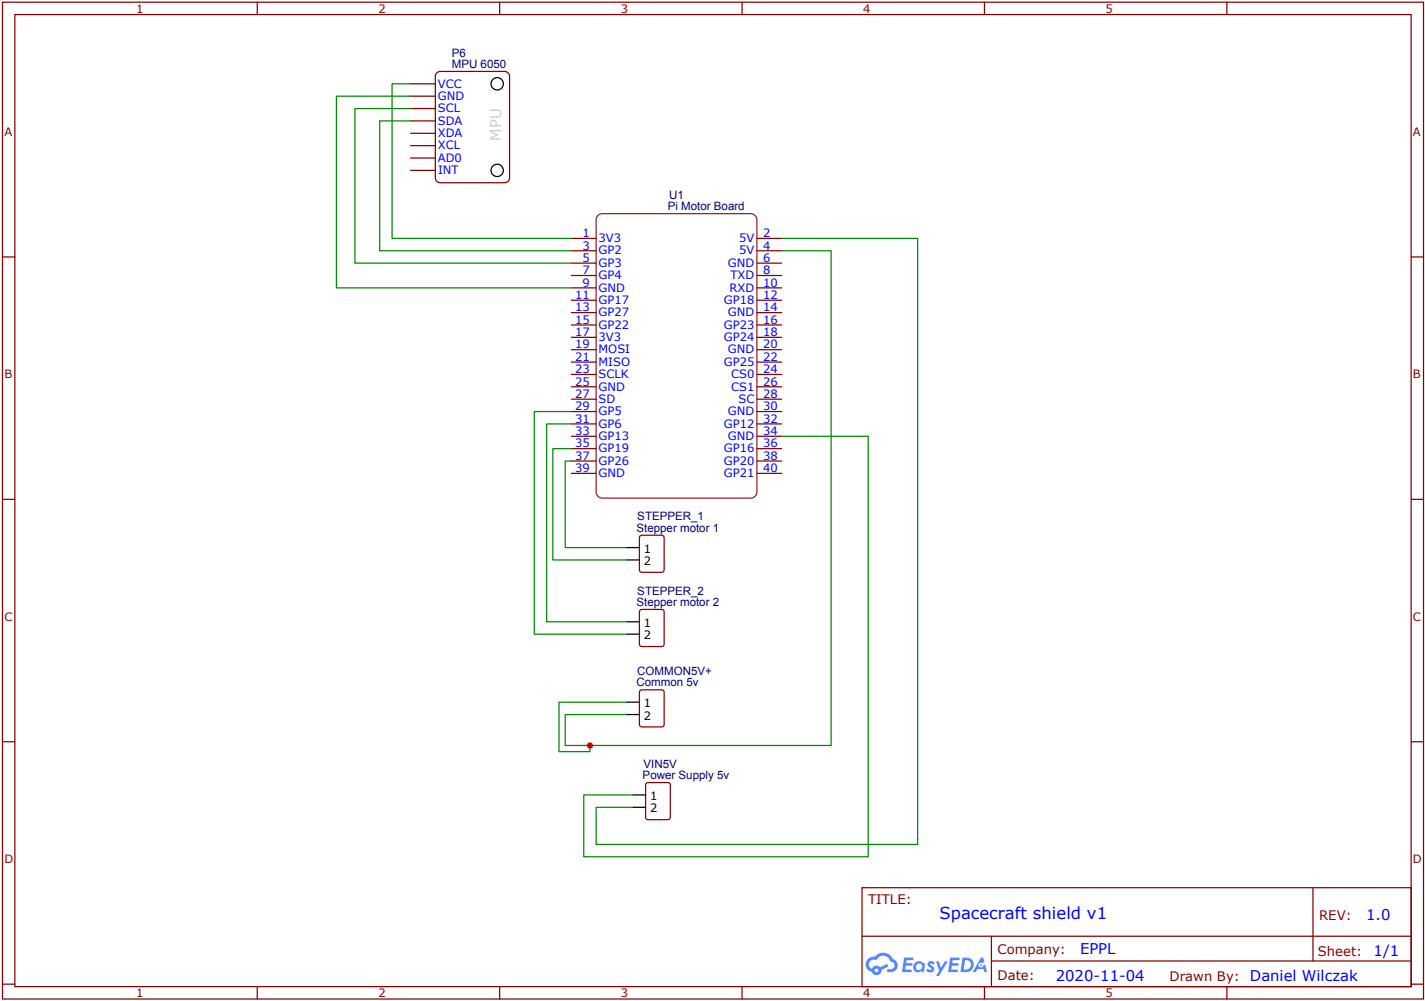 1 2 3 4 5
A A
B B
C C
D D
P6
MPU 6050
VCC
GND
SCL
SDA
XDA
XCL
AD0
INT
MPU
U1
Pi Motor Board
1 3V3 5V 2
3 GP2 5V 4
5 GP3 GND 6
7 GP4 TXD 8
9 GND RXD 10
11 GP17 GP18 12
13 GP27 GND 14
15 GP22 GP23 16
17 3V3 GP24 18
19 MOSI GND 20
21 MISO GP25 22
23 SCLK CS0 24
25 GND CS1 26
27 SD SC 28
29 GP5 GND 30
31 GP6 GP12 32
33 GP13 GND 34
35 GP19 GP16 36
37 GP26 GP20 38
39 GND GP21 40
STEPPER_1
Stepper motor 1
1
2
STEPPER_2
Stepper motor 2
1
2
COMMON5V+
Common 5v
1
2
VIN5V
Power Supply 5v
1
2
TITLE:
Spacecraft shield v1
REV: 1.0
EasyEDA
Company: EPPL
Sheet: 1/1
Date: 2020-11-04 Drawn By: Daniel Wilczak
1 2 3 4 5